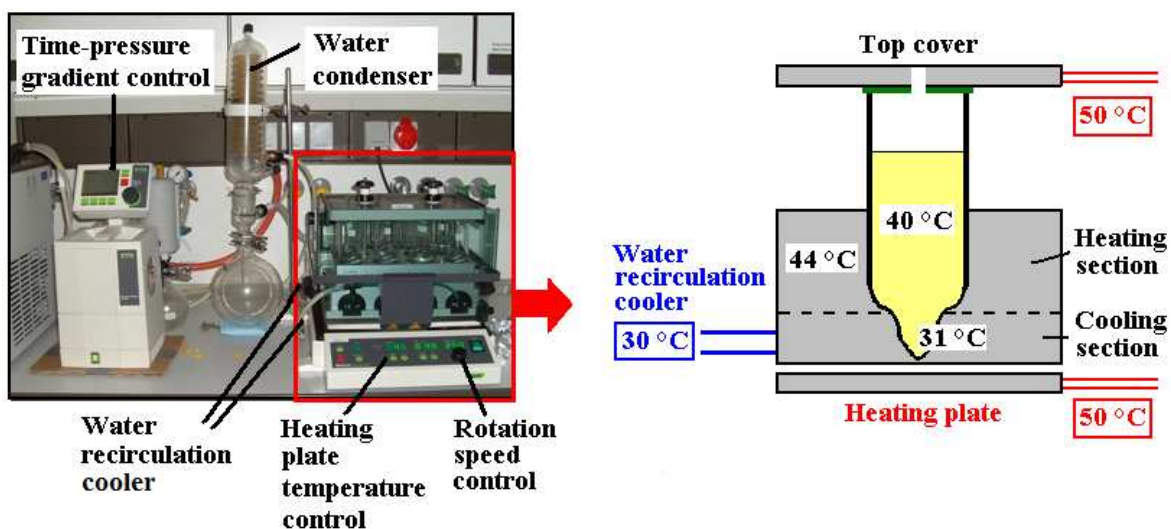 Time-pressure
gradient control
Water
condenser
Water
recirculation
cooler
Heating
plate
temperature
control
Rotation
speed
control
Top cover
50 °C
40 °C
44 °C
Heating
section
Water
recirculation
cooler
30 °C
31 °C
Cooling
section
Heating plate
50 °C